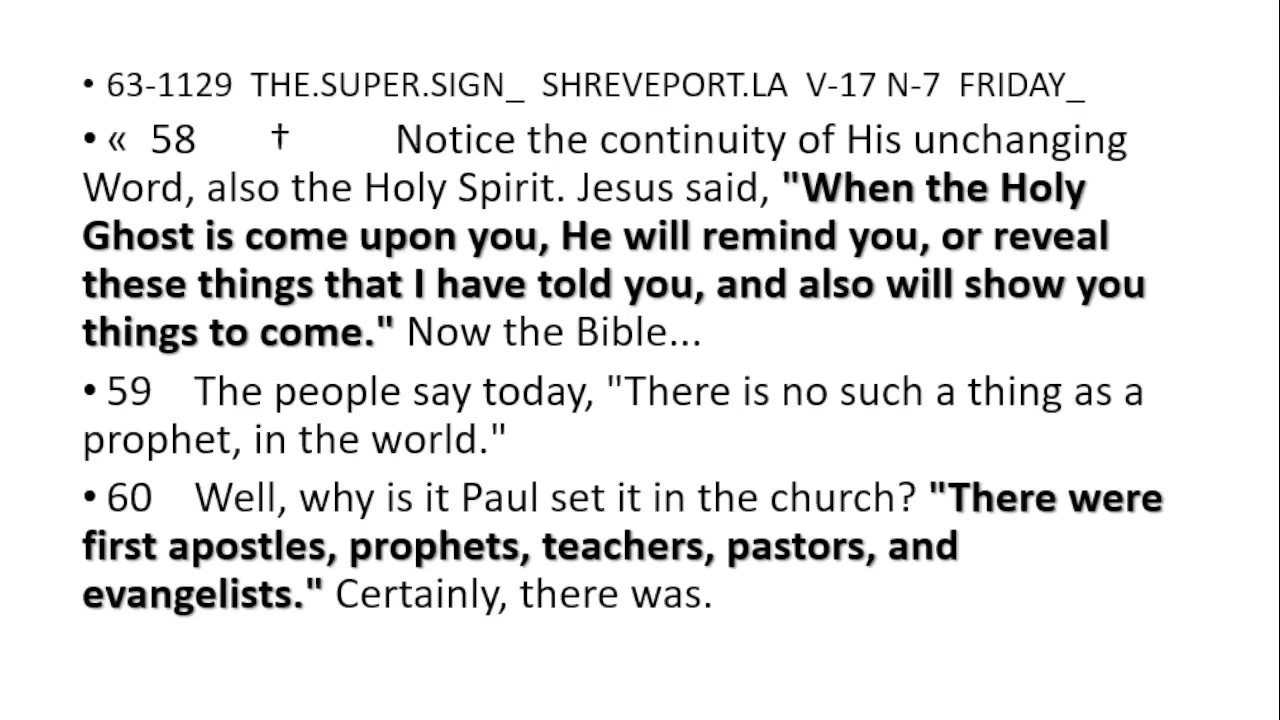 • 63-1129 THE.SUPER.SIGN_ SHREVEPORT.LA V-17 N-7 FRIDAY_
• « 58 † Notice the continuity of His unchanging
Word, also the Holy Spirit. Jesus said, "When the Holy
Ghost is come upon you, He will remind you, or reveal
these things that I have told you, and also will show you
things to come." Now the Bible...
• 59 The people say today, "There is no such a thing as a
prophet, in the world."
• 60 Well, why is it Paul set it in the church? "There were
first apostles, prophets, teachers, pastors, and
evangelists." Certainly, there was.